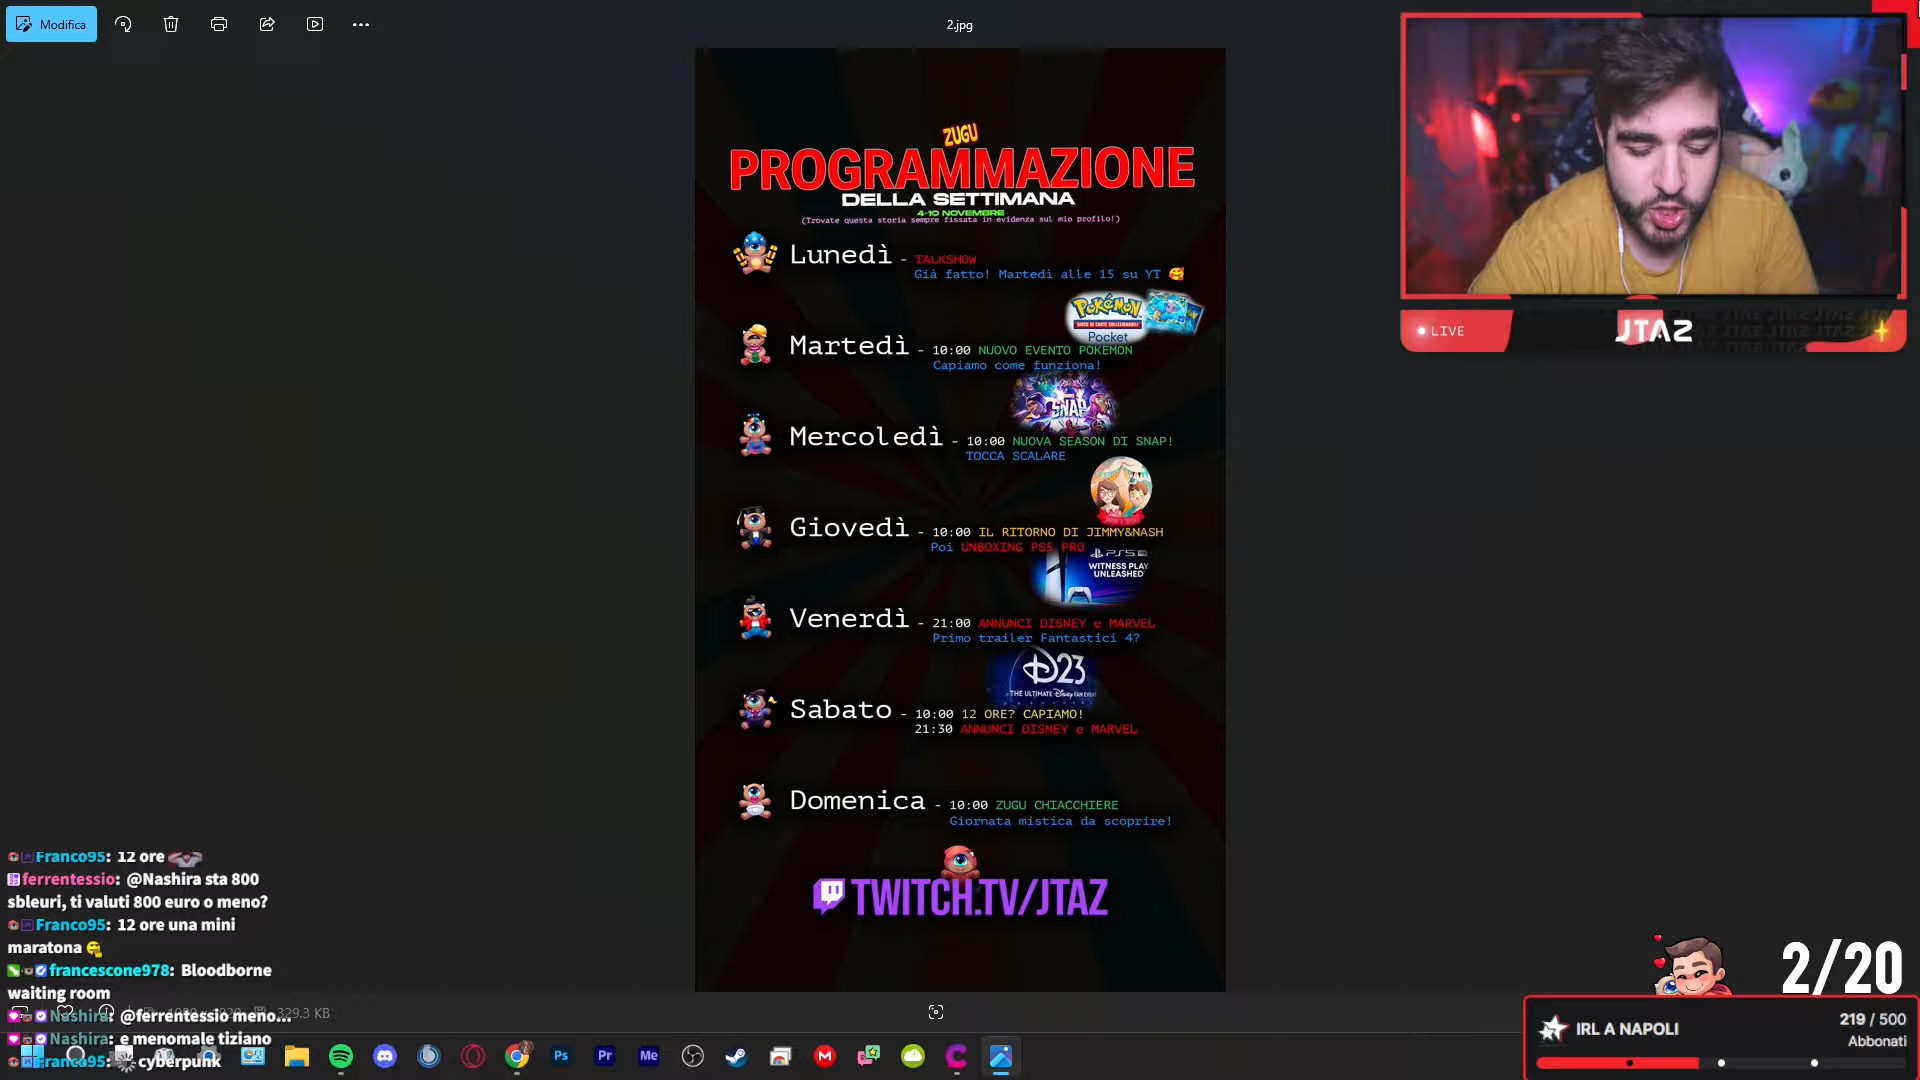 Modifica
2.jpg
ZUGU
PROGRAMMAZIONE
DELLA SETTIMANA
4-10 NOVEMBRE
(Trovate questa storia sempre fissata in evidenza sul mio profilo!)
Lunedì - TALKSHOW
Già fatto! Martedì alle 15 su YT 🥰
POKÉMON
GIOCO DI CARTE COLLEZIONABILI
Pocket
Martedì - 10:00 NUOVO EVENTO POKEMON
Capiamo come funziona!
SNAP
Mercoledì - 10:00 NUOVA SEASON DI SNAP!
TOCCA SCALARE
Giovedì - 10:00 IL RITORNO DI JIMMY&NASH
Poi UNBOXING PS5 PRO
PS5
WITNESS PLAY
UNLEASHED
Venerdì - 21:00 ANNUNCI DISNEY e MARVEL
Primo trailer Fantastici 4?
D23
THE ULTIMATE Disney FAN EVENT
Sabato - 10:00 12 ORE? CAPIAMO!
21:30 ANNUNCI DISNEY e MARVEL
Domenica - 10:00 ZUGU CHIACCHIERE
Giornata mistica da scoprire!
TWITCH.TV/JTAZ
LIVE
JTAZ
Franco95: 12 ore
ferrentessio: @Nashira sta 800
sbleuri, ti valuti 800 euro o meno?
Franco95: 12 ore una mini
maratona
francescone978: Bloodborne
waiting room
Nashira: @ferrentessio meno...
329.3 KB
Nashira: e menomale tiziano
Franco95: cyberpunk
Ps
Pr
Me
2/20
IRL A NAPOLI
219 / 500
Abbonati